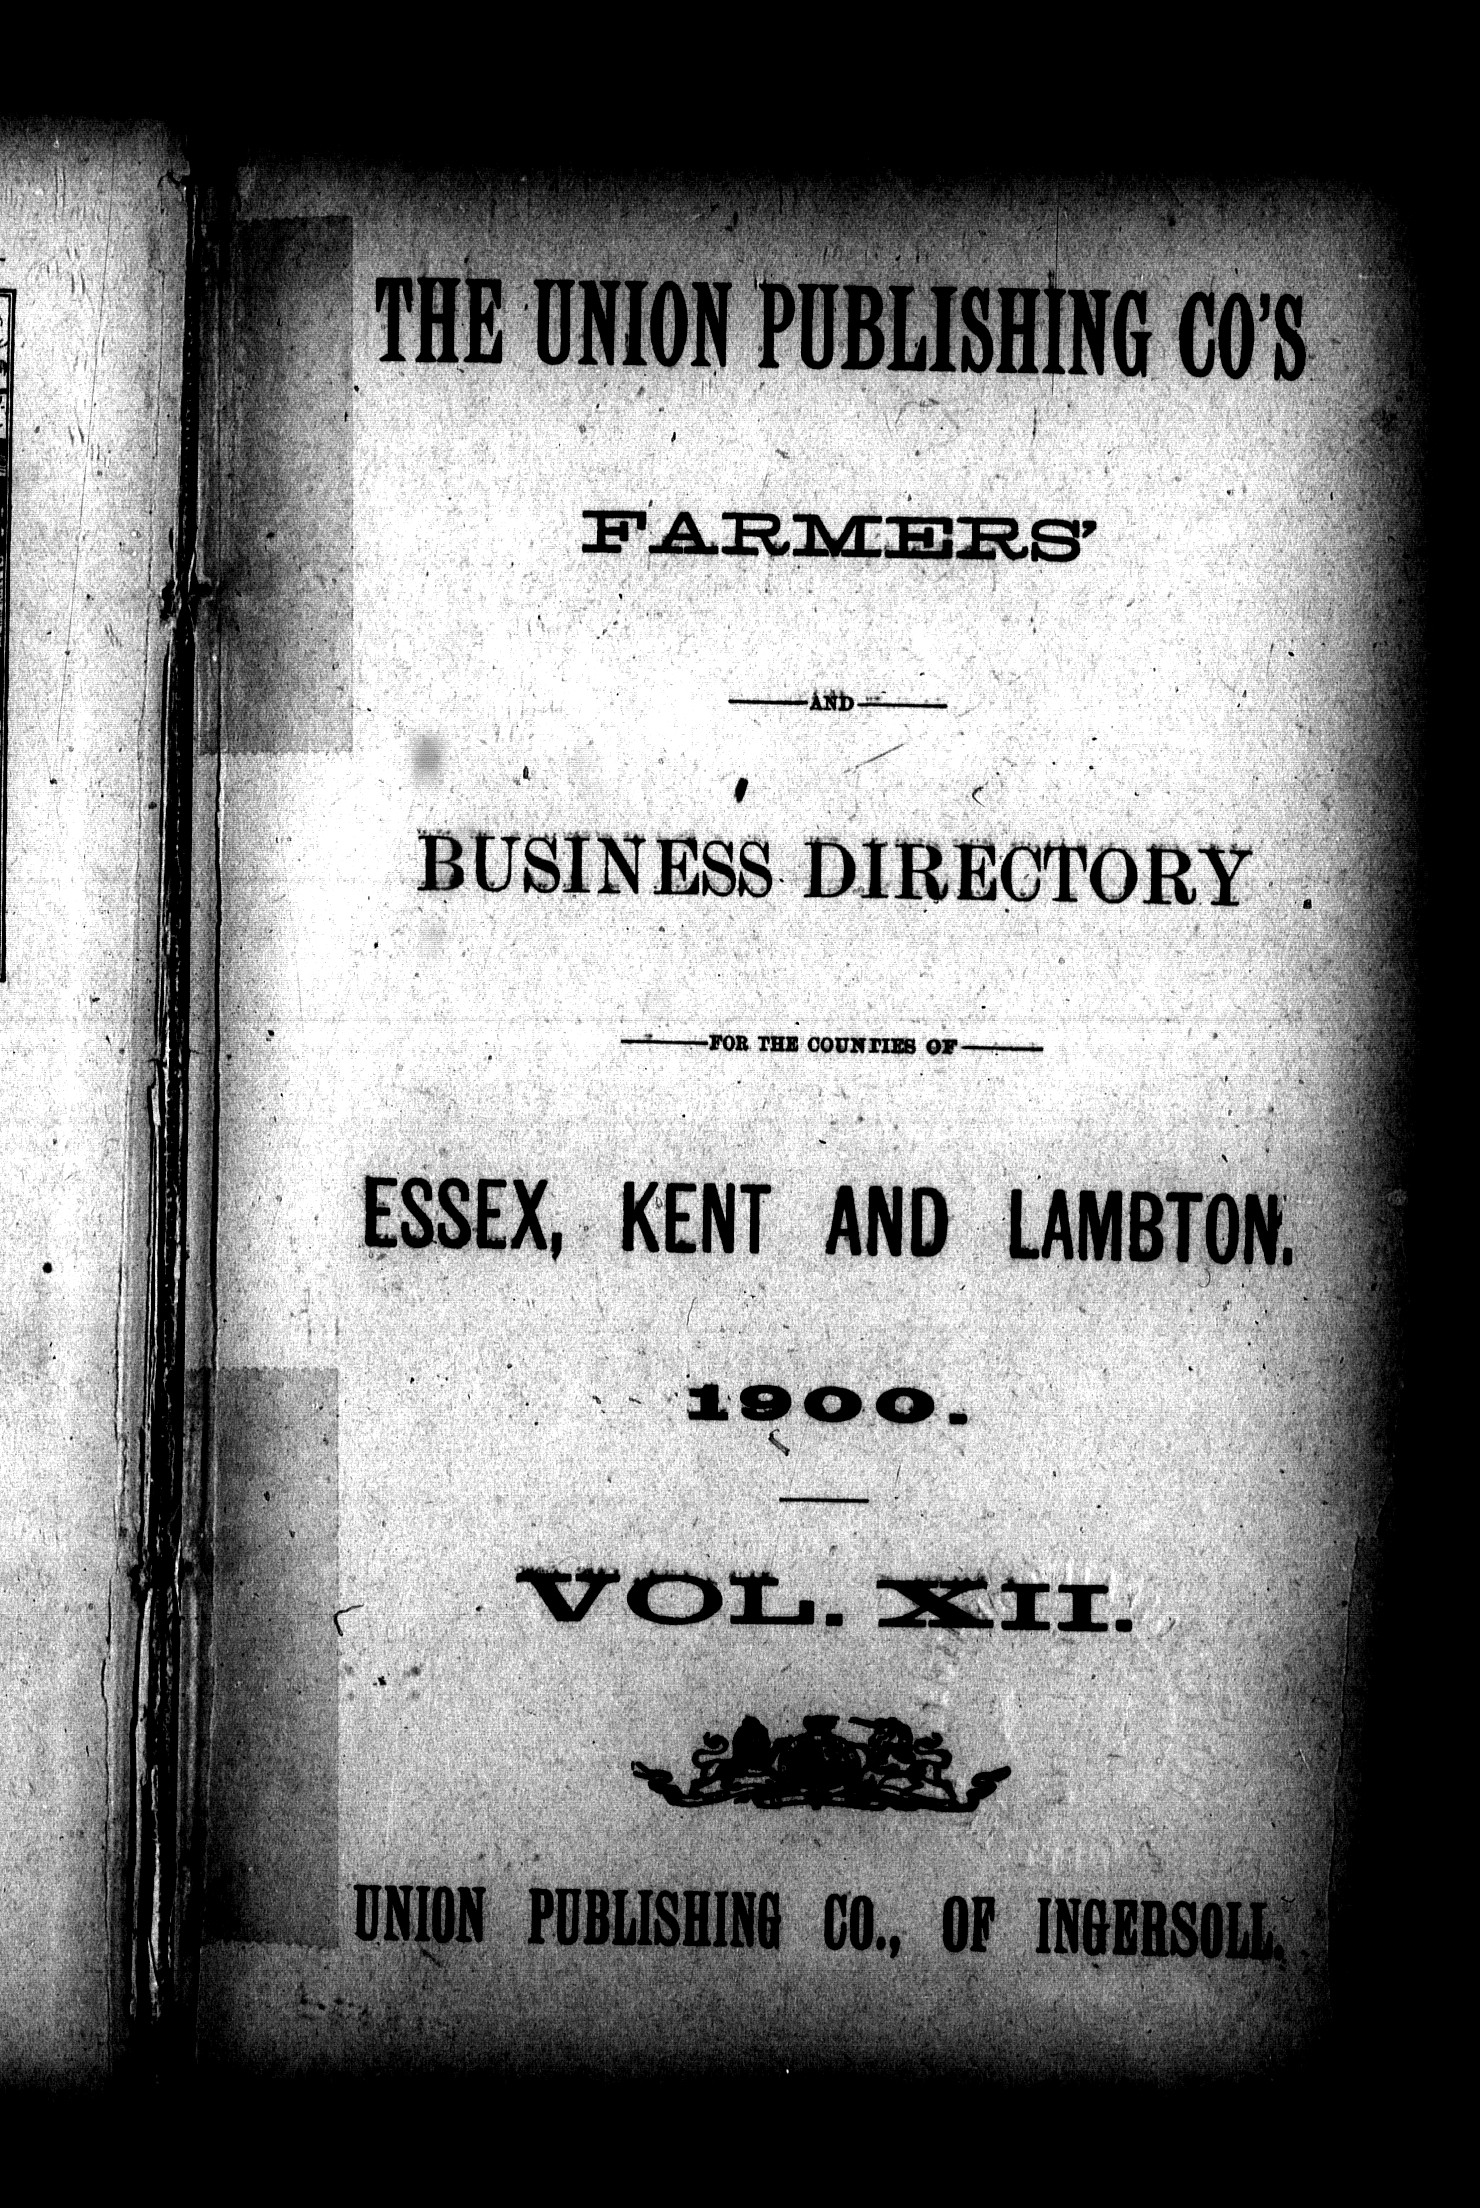 THE UNION PUBLISHING CO'S
FARMERS'
AND
BUSINESS DIRECTORY
FOR THE COUNTIES OF
ESSEX, KENT AND LAMBTON.
1900.
VOL. XII.
UNION PUBLISHING CO., OF INGERSOLL.